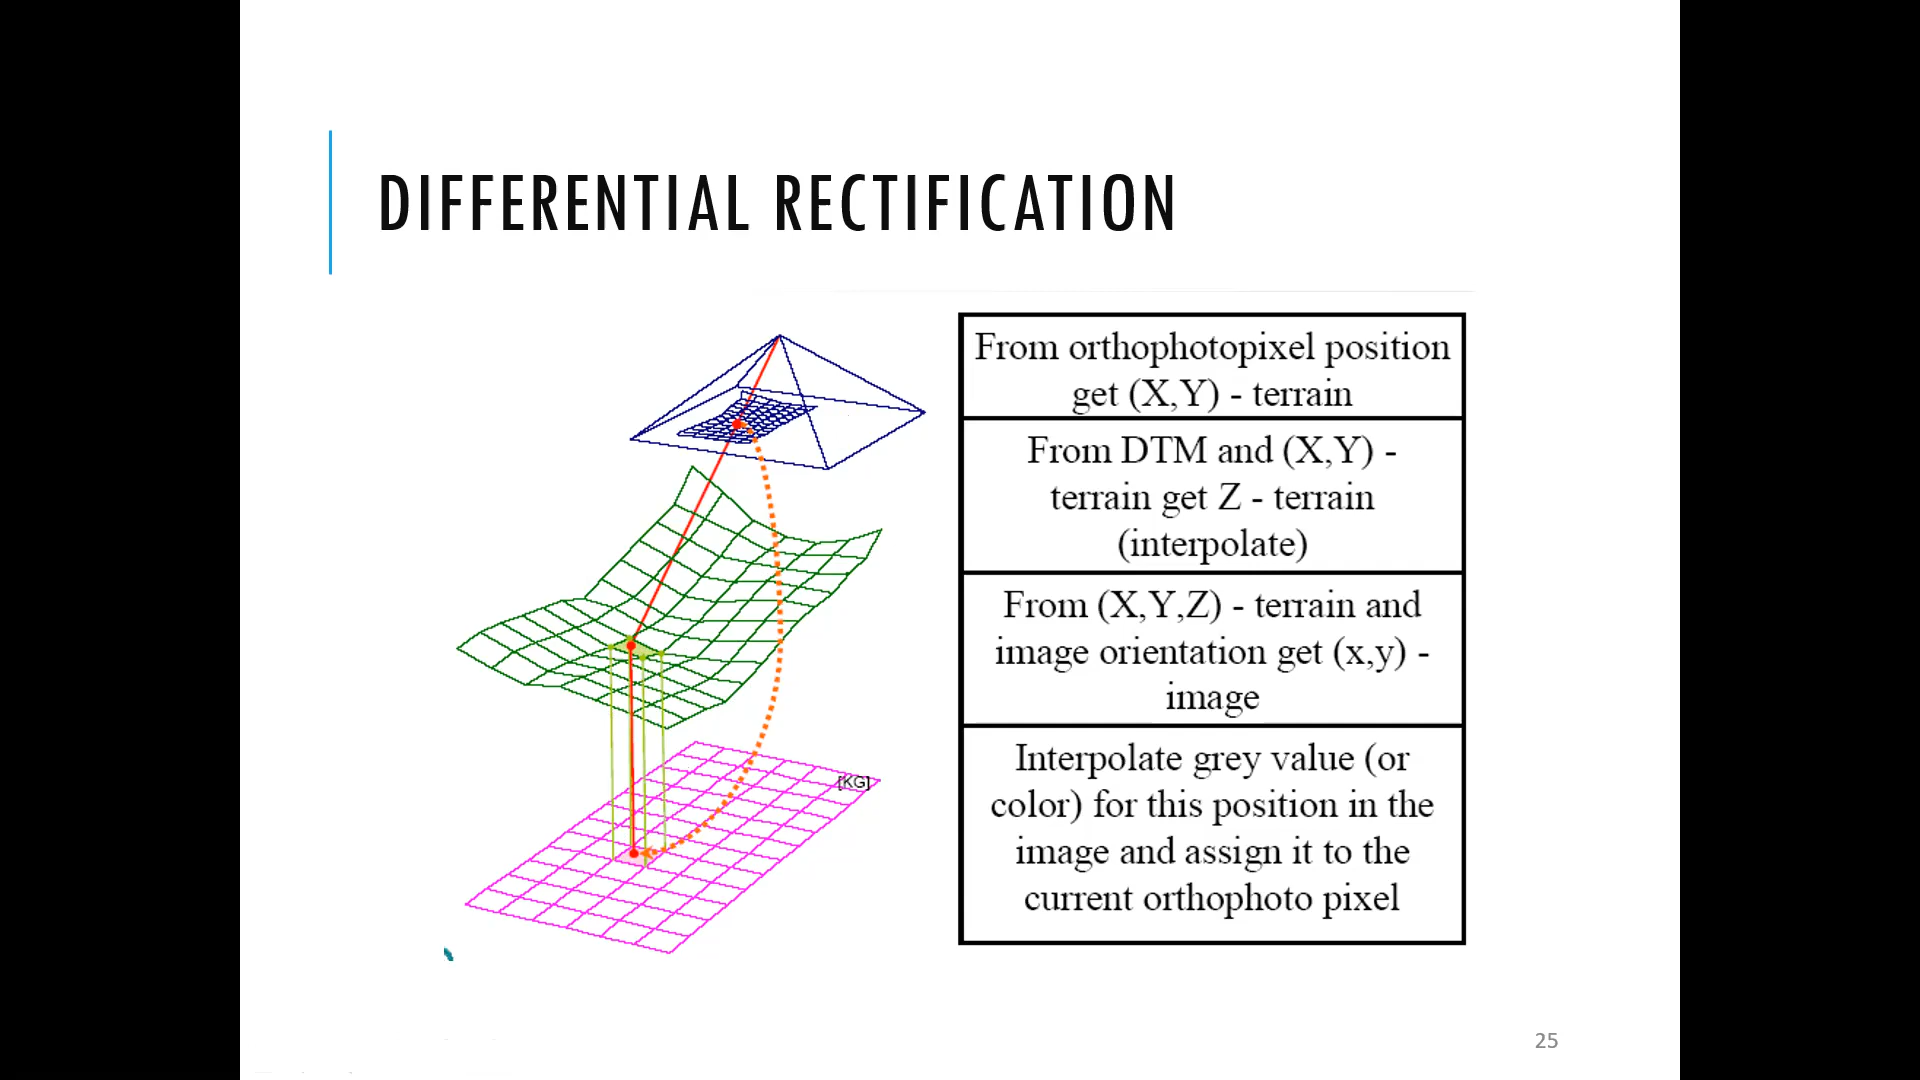 DIFFERENTIAL RECTIFICATION
From orthophotopixel position
get (X,Y) - terrain
From DTM and (X,Y) -
terrain get Z - terrain
(interpolate)
From (X,Y,Z) - terrain and
image orientation get (x,y) -
image
Interpolate grey value (or
color) for this position in the
image and assign it to the
current orthophoto pixel
[KG]
25